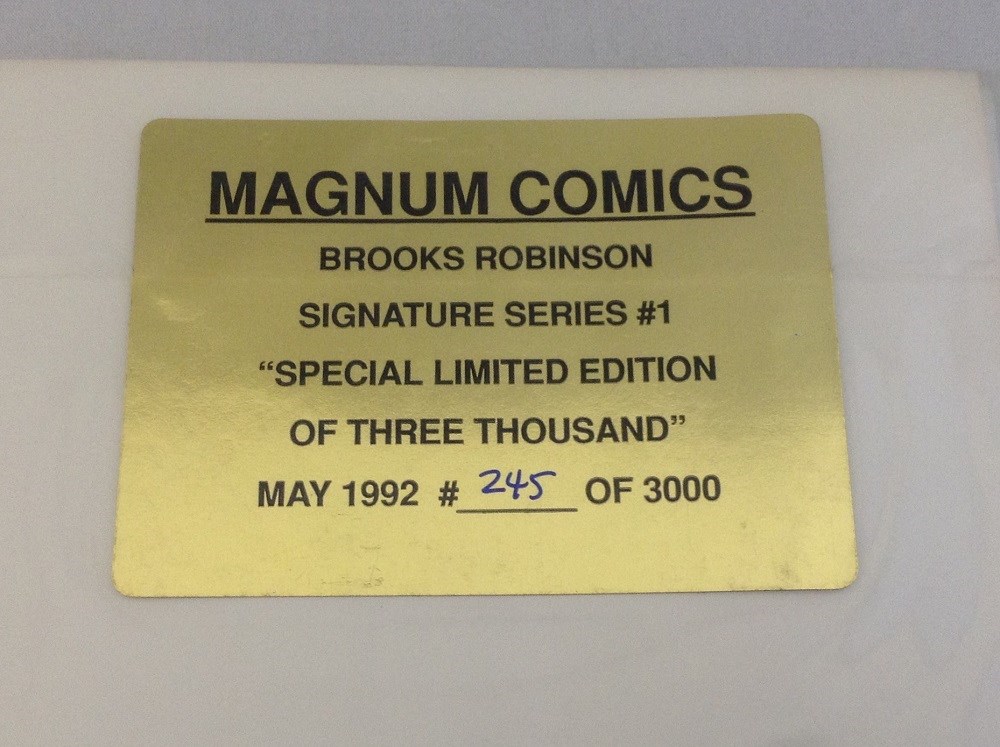 MAGNUM COMICS
BROOKS ROBINSON
SIGNATURE SERIES #1
“SPECIAL LIMITED EDITION
OF THREE THOUSAND”
MAY 1992 # 245 OF 3000